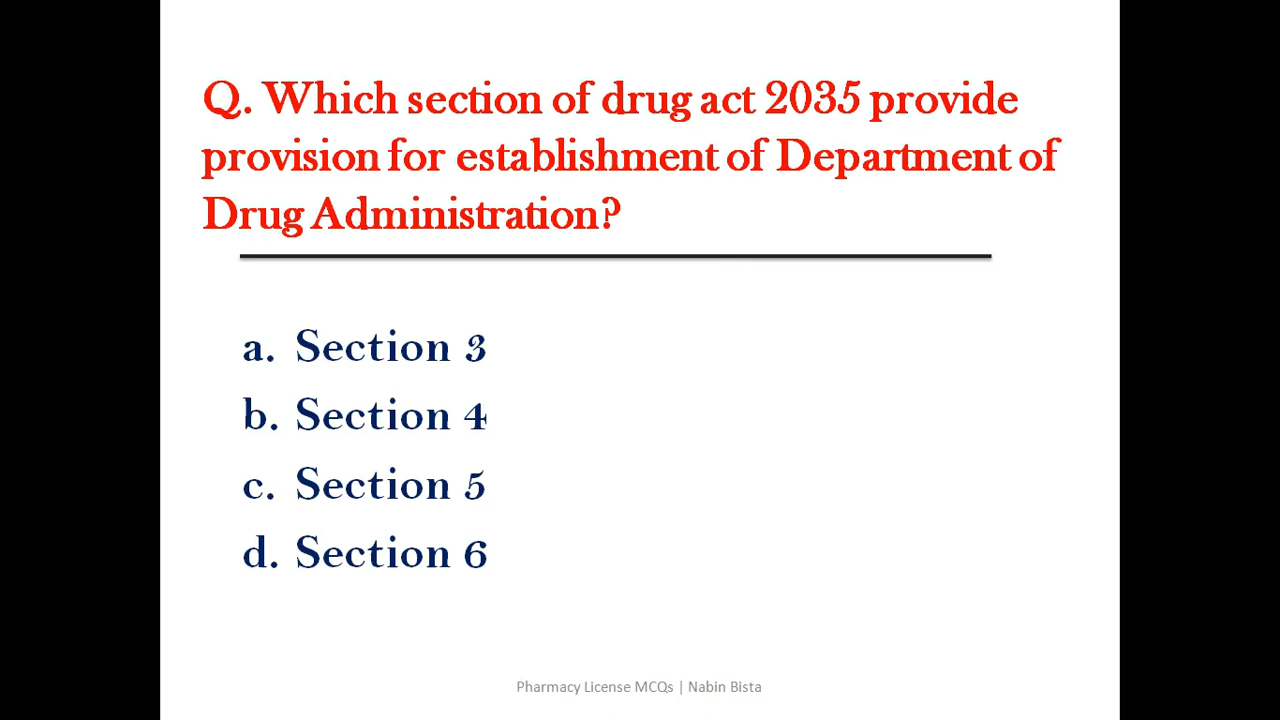 Q. Which section of drug act 2035 provide
provision for establishment of Department of
Drug Administration?
a. Section 3
b. Section 4
c. Section 5
d. Section 6
Pharmacy License MCQs | Nabin Bista